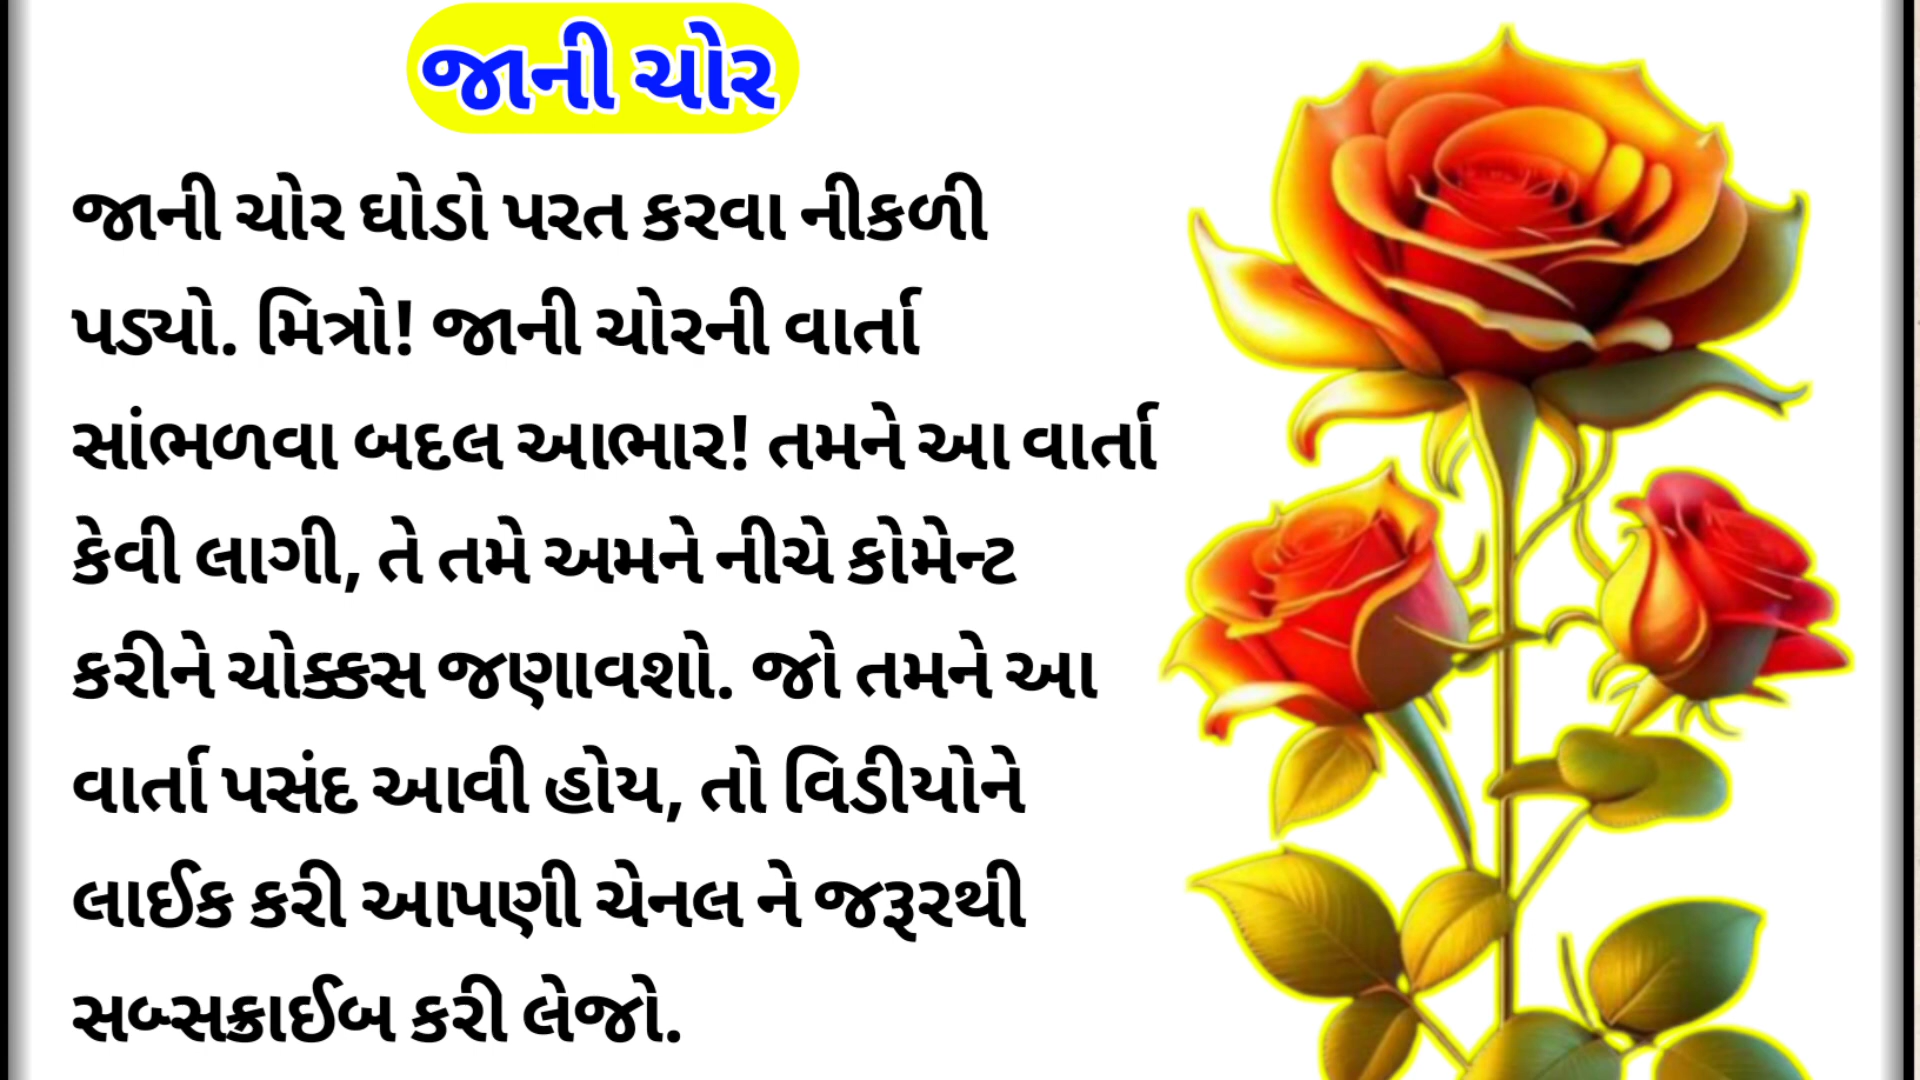 જાની ચોર
જાની ચોર ઘોડો પરત કરવા નીકળી
પડ્યો. મિત્રો! જાની ચોરની વાર્તા
સાંભળવા બદલ આભાર! તમને આ વાર્તા
કેવી લાગી, તે તમે અમને નીચે કોમેન્ટ
કરીને ચોક્કસ જણાવશો. જો તમને આ
વાર્તા પસંદ આવી હોય, તો વિડીયોને
લાઈક કરી આપણી ચેનલ ને જરૂરથી
સબ્સક્રાઈબ કરી લેજો.